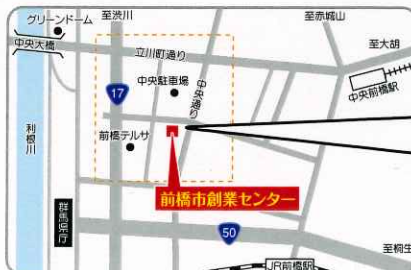 グリーンドーム
至渋川
至赤城山
中央大橋
立川町通り
至大胡
中央駐車場
中央通り
中央前橋駅
17
前橋テルサ
利根川
前橋市創業センター
群馬県庁
50
至桐生
JR前橋駅